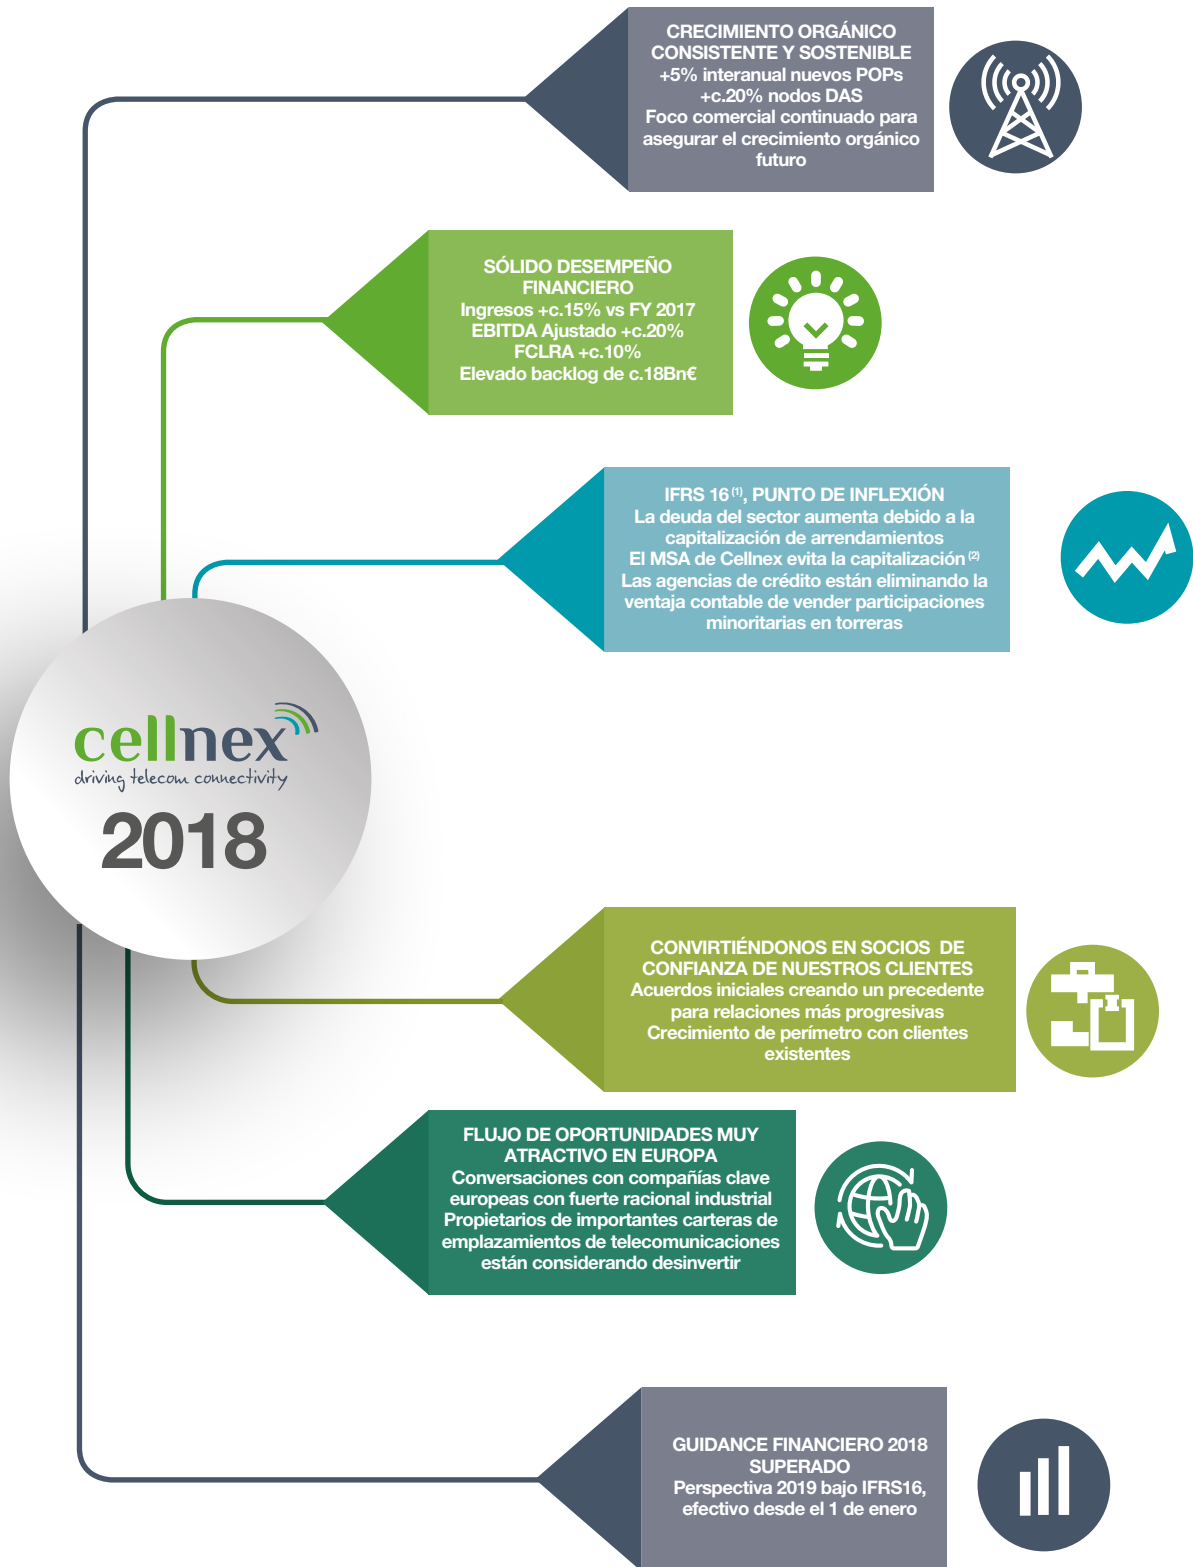 CRECIMIENTO ORGÁNICO
CONSISTENTE Y SOSTENIBLE
+5% interanual nuevos POPs
+c.20% nodos DAS
Foco comercial continuado para
asegurar el crecimiento orgánico
futuro
SÓLIDO DESEMPEÑO
FINANCIERO
Ingresos +c.15% vs FY 2017
EBITDA Ajustado +c.20%
FCLRA +c.10%
Elevado backlog de c.18Bn€
IFRS 16 (1), PUNTO DE INFLEXIÓN
La deuda del sector aumenta debido a la
capitalización de arrendamientos
El MSA de Cellnex evita la capitalización (2)
Las agencias de crédito están eliminando la
ventaja contable de vender participaciones
minoritarias en torreras
cellnex
driving telecom connectivity
2018
CONVIRTIÉNDONOS EN SOCIOS DE
CONFIANZA DE NUESTROS CLIENTES
Acuerdos iniciales creando un precedente
para relaciones más progresivas
Crecimiento de perímetro con clientes
existentes
FLUJO DE OPORTUNIDADES MUY
ATRACTIVO EN EUROPA
Conversaciones con compañías clave
europeas con fuerte racional industrial
Propietarios de importantes carteras de
emplazamientos de telecomunicaciones
están considerando desinvertir
GUIDANCE FINANCIERO 2018
SUPERADO
Perspectiva 2019 bajo IFRS16,
efectivo desde el 1 de enero